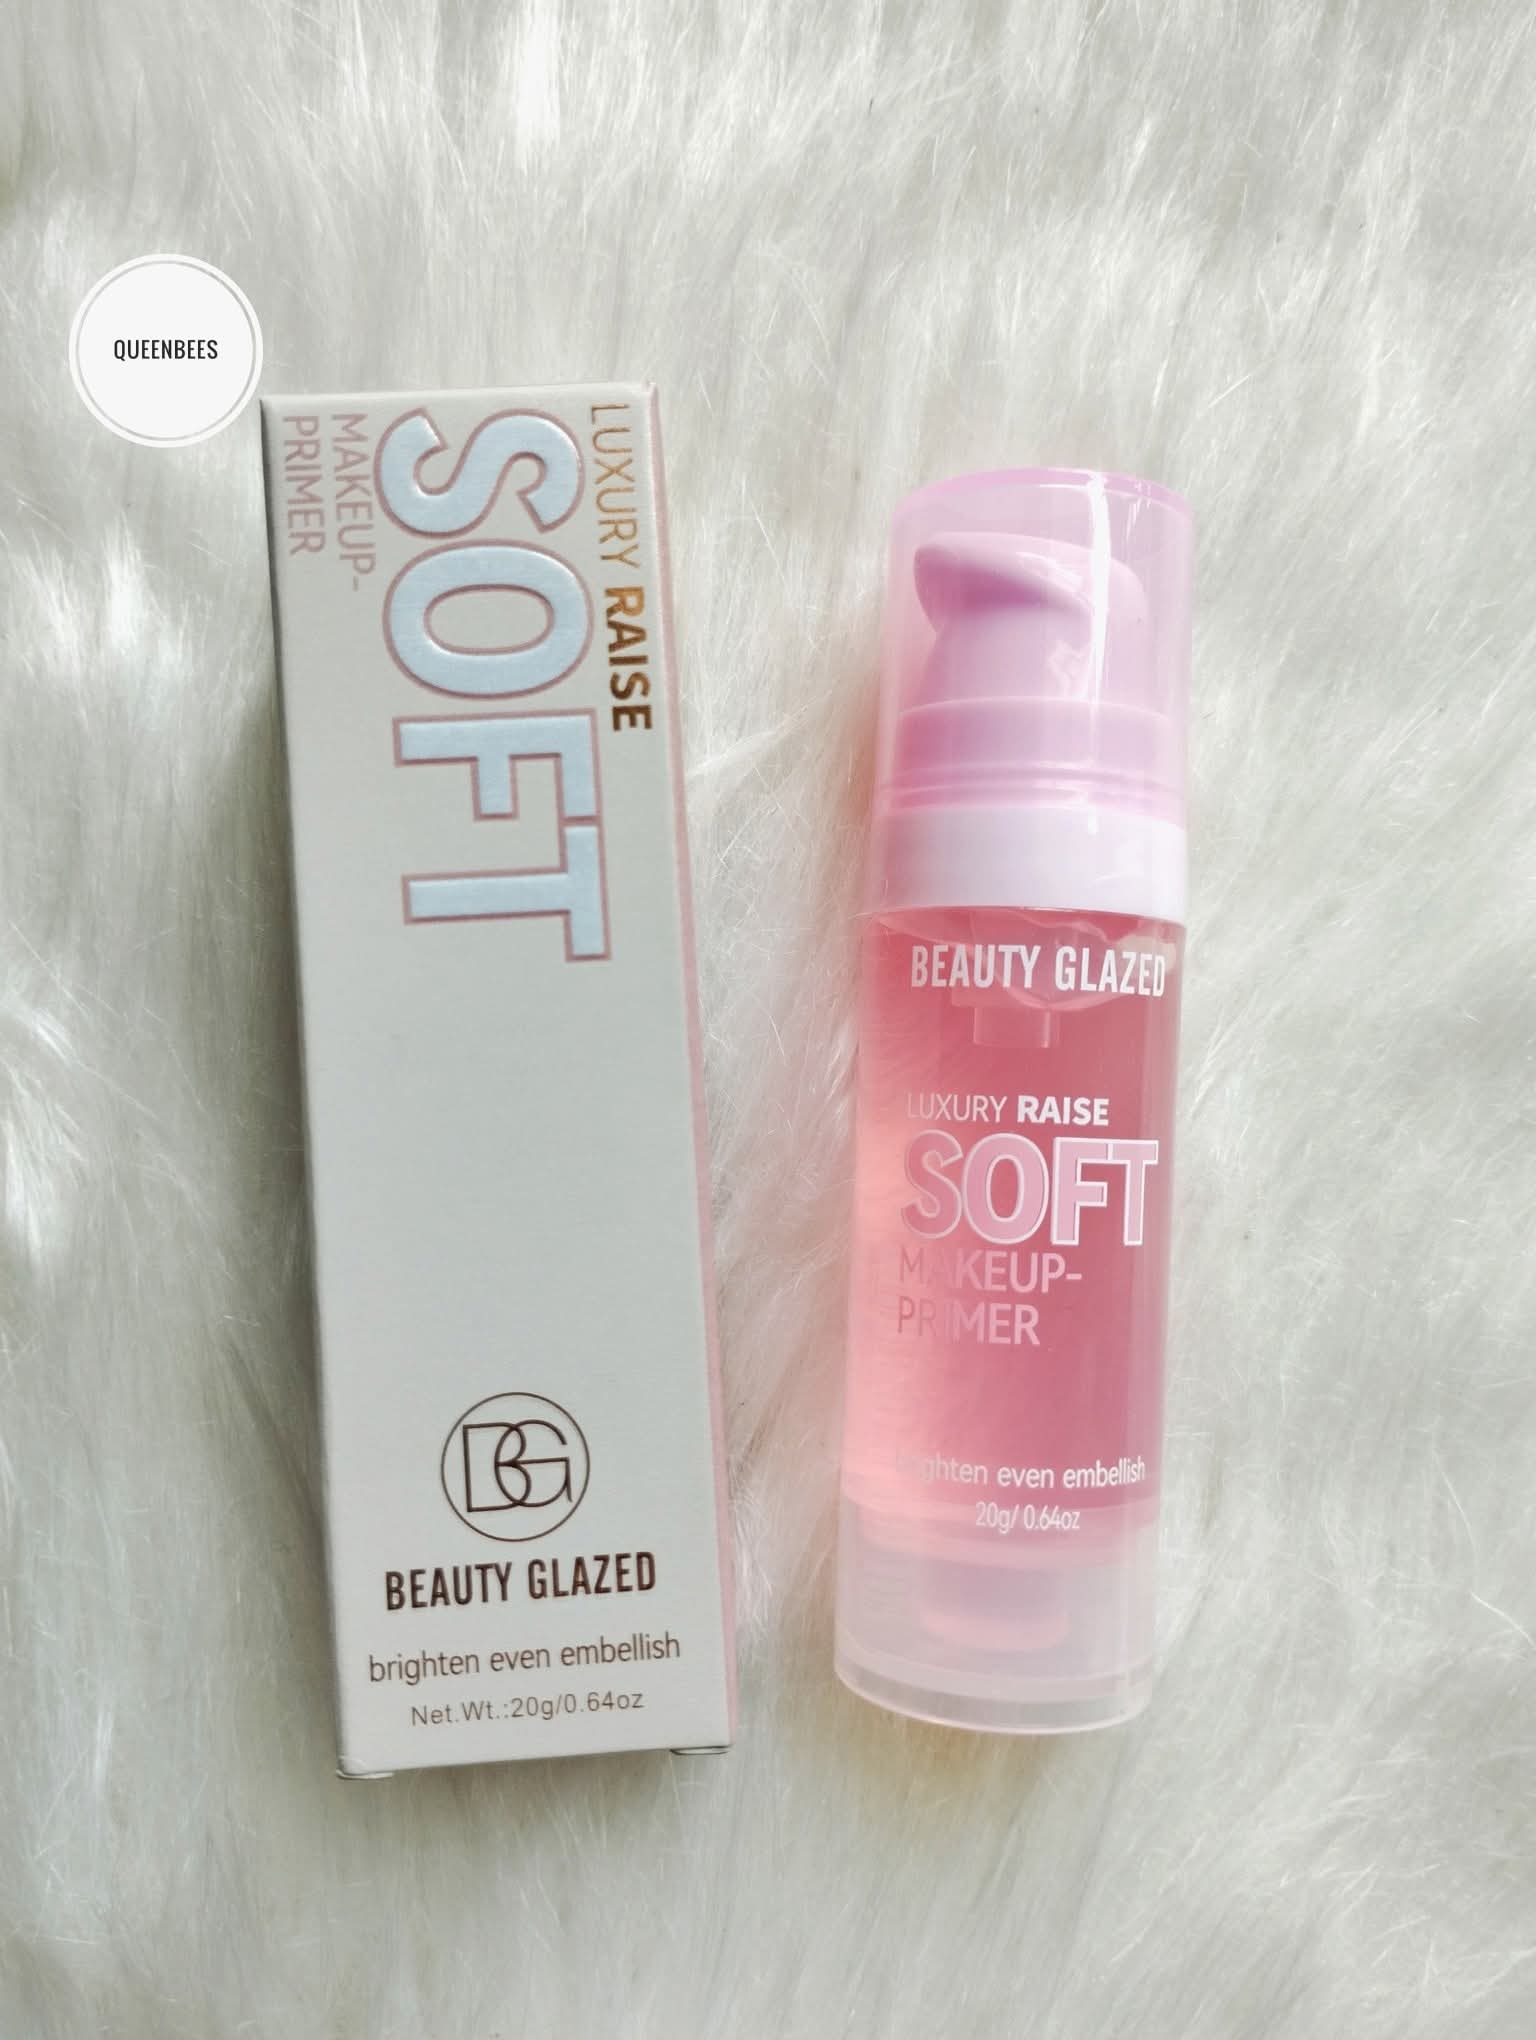 QUEENBEES
LUXURY RAISE
SOFT
MAKEUP-
PRIMER
BG
BEAUTY GLAZED
brighten even embellish
Net.Wt.:20g/0.64oz
BEAUTY GLAZED
LUXURY RAISE
SOFT
MAKEUP-
PRIMER
brighten even embellish
20g/ 0.64oz